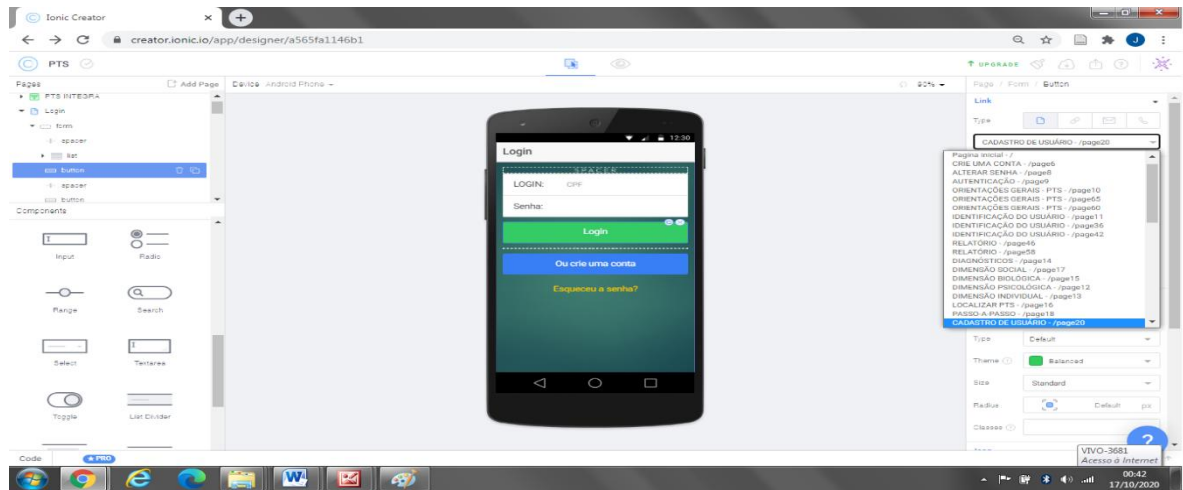 Ionic Creator
creator.ionic.io/app/designer/a565fa1146b1
PTS
UPGRADE
Pages
Add Page
Device Android Phone
92%
Page / Form / Button
PTS INTEGRA
Login
form
spacer
list
button
spacer
button
Components
Input
Radio
Range
Search
Select
Textarea
Toggle
List Divider
Code
PRO
12:30
Login
SPACER
LOGIN: CPF
Senha:
Login
Ou crie uma conta
Esqueceu a senha?
Link
Type
CADASTRO DE USUÁRIO - /page20
Pagina Inicial - /
CRIE UMA CONTA - /page6
ALTERAR SENHA - /page8
AUTENTICAÇÃO - /page9
ORIENTAÇÕES GERAIS - PTS - /page10
ORIENTAÇÕES GERAIS - PTS - /page65
ORIENTAÇÕES GERAIS - PTS - /page60
IDENTIFICAÇÃO DO USUÁRIO - /page11
IDENTIFICAÇÃO DO USUÁRIO - /page36
IDENTIFICAÇÃO DO USUÁRIO - /page42
RELATÓRIO - /page46
RELATÓRIO - /page58
DIAGNÓSTICOS - /page14
DIMENSÃO SOCIAL - /page17
DIMENSÃO BIOLÓGICA - /page15
DIMENSÃO PSICOLÓGICA - /page12
DIMENSÃO INDIVIDUAL - /page13
LOCALIZAR PTS - /page16
PASSO-A-PASSO - /page18
CADASTRO DE USUÁRIO - /page20
Type Default
Theme Balanced
Size Standard
Radius Default px
Classes
VIVO-3681
Acesso à Internet
00:42
17/10/2020